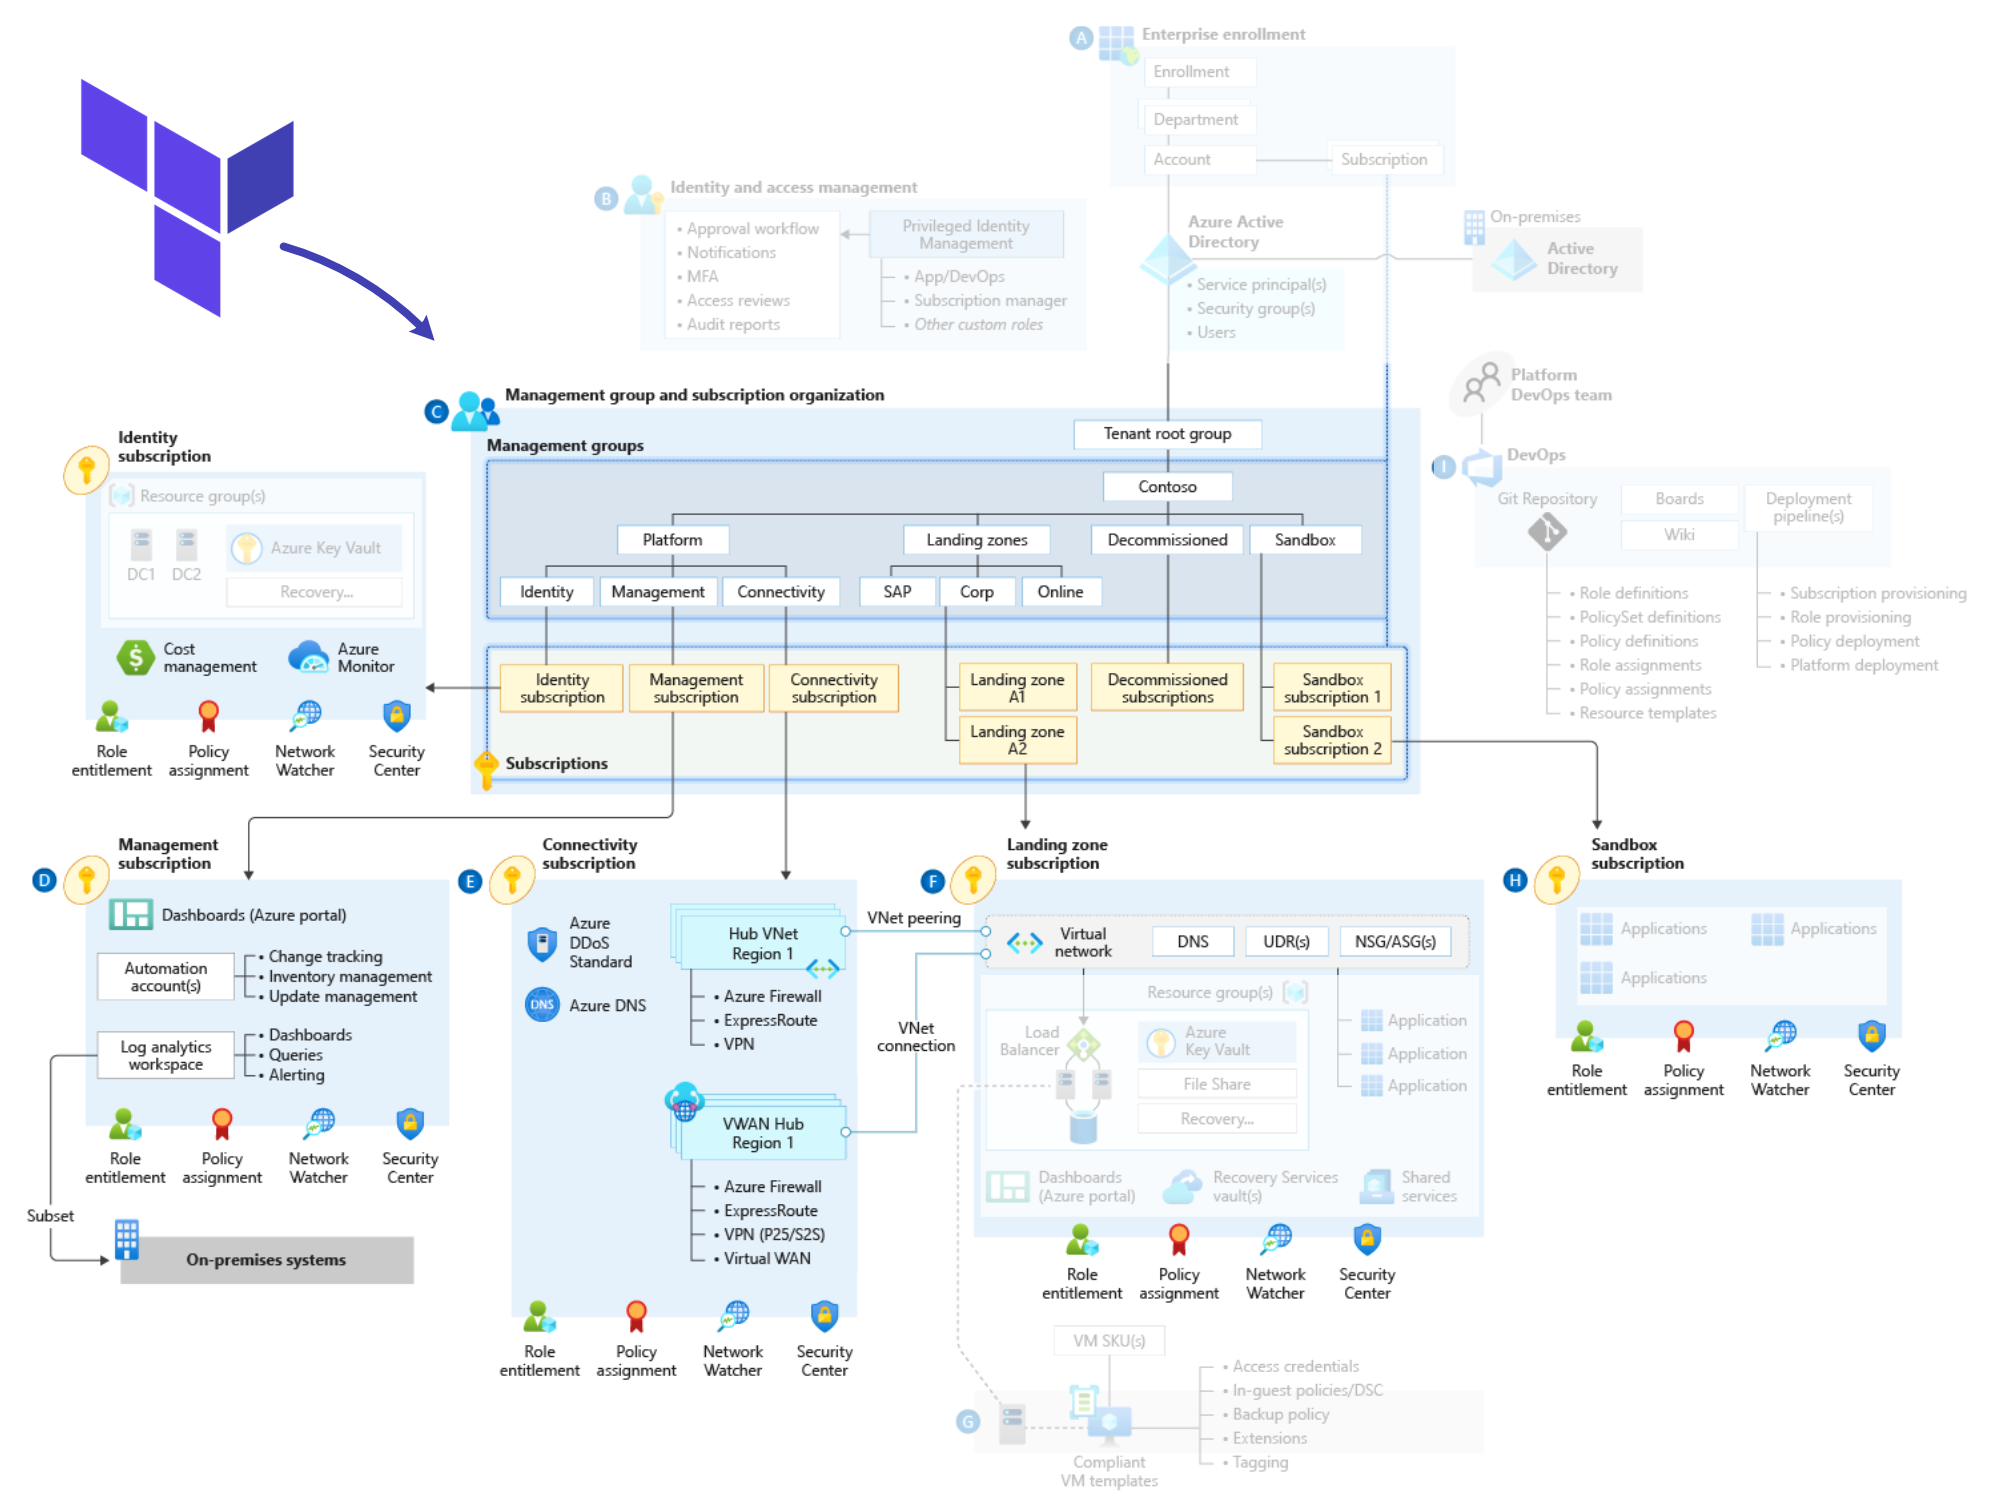 A
Enterprise enrollment
Enrollment
Department
Account
Subscription
B
Identity and access management
• Approval workflow
• Notifications
• MFA
• Access reviews
• Audit reports
Privileged Identity
Management
• App/DevOps
• Subscription manager
• Other custom roles
Azure Active
Directory
• Service principal(s)
• Security group(s)
• Users
On-premises
Active
Directory
Platform
DevOps team
I
DevOps
Git Repository
Boards
Wiki
Deployment
pipeline(s)
• Role definitions
• PolicySet definitions
• Policy definitions
• Role assignments
• Policy assignments
• Resource templates
• Subscription provisioning
• Role provisioning
• Policy deployment
• Platform deployment
C
Management group and subscription organization
Management groups
Tenant root group
Contoso
Platform
Landing zones
Decommissioned
Sandbox
Identity
Management
Connectivity
SAP
Corp
Online
Identity
subscription
Management
subscription
Connectivity
subscription
Landing zone
A1
Landing zone
A2
Decommissioned
subscriptions
Sandbox
subscription 1
Sandbox
subscription 2
Subscriptions
Identity
subscription
Resource group(s)
DC1
DC2
Azure Key Vault
Recovery...
Cost
management
Azure
Monitor
Role
entitlement
Policy
assignment
Network
Watcher
Security
Center
D
Management
subscription
Dashboards (Azure portal)
Automation
account(s)
• Change tracking
• Inventory management
• Update management
Log analytics
workspace
• Dashboards
• Queries
• Alerting
Role
entitlement
Policy
assignment
Network
Watcher
Security
Center
Subset
On-premises systems
E
Connectivity
subscription
Azure
DDoS
Standard
DNS
Azure DNS
Hub VNet
Region 1
• Azure Firewall
• ExpressRoute
• VPN
VWAN Hub
Region 1
• Azure Firewall
• ExpressRoute
• VPN (P25/S2S)
• Virtual WAN
Role
entitlement
Policy
assignment
Network
Watcher
Security
Center
VNet peering
VNet
connection
F
Landing zone
subscription
Virtual
network
DNS
UDR(s)
NSG/ASG(s)
Resource group(s)
Load
Balancer
Azure
Key Vault
File Share
Recovery...
Application
Application
Application
Dashboards
(Azure portal)
Recovery Services
vault(s)
Shared
services
Role
entitlement
Policy
assignment
Network
Watcher
Security
Center
G
VM SKU(s)
Compliant
VM templates
• Access credentials
• In-guest policies/DSC
• Backup policy
• Extensions
• Tagging
H
Sandbox
subscription
Applications
Applications
Applications
Role
entitlement
Policy
assignment
Network
Watcher
Security
Center